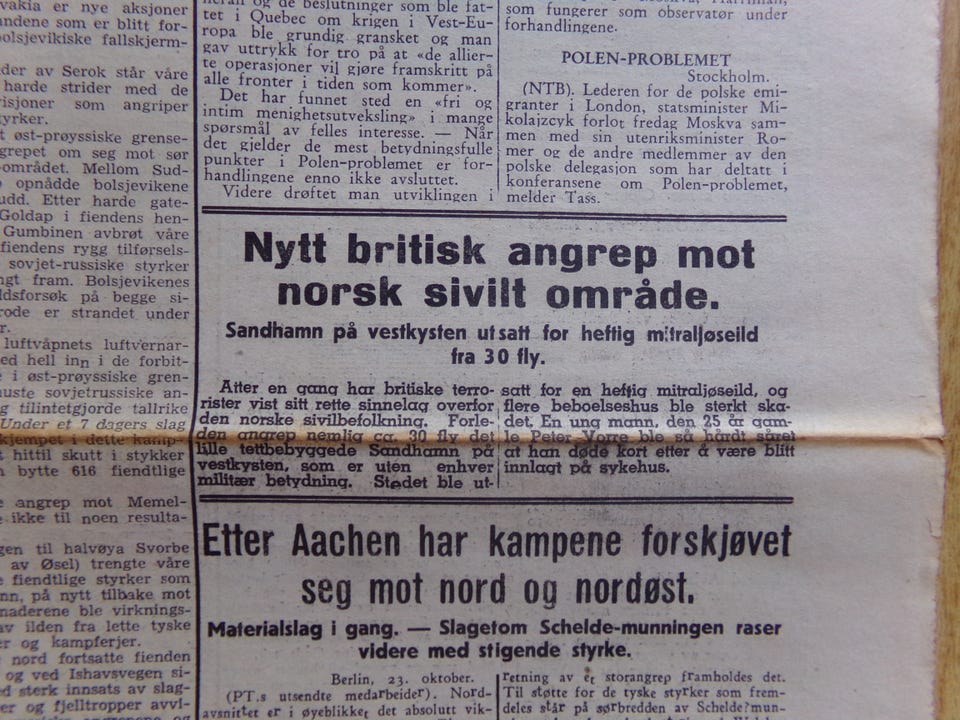 vakia er nye aksjoner
som er blitt for-
bolsjevikiske fallskjerm-
der av Serok står våre
harde strider med de
som angriper
tyrker.
øst-prøyssiske grense-
grepet om seg mot sør
området. Mellom Sud-
opnådde bolsjevikene
udd. Etter harde gate-
Goldap i fiendens hen-
Gumbinen avbrøt våre
fiendens rygg tilførsels-
sovjet-russiske styrker
ngt fram. Bolsjevikenes
dsforsøk på begge si-
rode er strandet under
r.
luftvåpnets luftvernar-
ed hell inn i de forbit-
e i øst-prøyssiske gren-
nuste sovjetrussiske an-
g tilintetgjorde tallrike
Under et 7 dagers slag
kjempet i dette kamp-
hittil skutt i stykker
bytte 616 fiendtlige
angrep mot Memel-
e ikke til noen resulta-
gen til halvøya Svorbe
av Øsel) trengte våre
e fiendtlige styrker som
nn, på nytt tilbake mot
naderene ble virknings-
av ilden fra lette tyske
er og kampferjer.
nord fortsatte fienden
og ved Ishavsvegen si-
d sterk innsats av slag-
r og fjelltropper avvi-
og de beslutninger som ble fat-
tet i Quebec om krigen i Vest-Eu-
ropa ble grundig gransket og man
gav uttrykk for tro på at «de allier-
te operasjoner vil gjøre framskritt på
alle fronter i tiden som kommer».
Det har funnet sted en «fri og
intim menighetsutveksling» i mange
spørsmål av felles interesse. — Når
det gjelder de mest betydningsfulle
punkter i Polen-problemet er for-
handlingene enno ikke avsluttet.
Videre drøftet man utviklingen i
som fungerer som observatør under
forhandlingene.
POLEN-PROBLEMET
Stockholm.
(NTB). Lederen for de polske emi-
granter i London, statsminister Mi-
kolajzcyk forlot fredag Moskva sam-
men med sin utenriksminister Ro-
mer og de andre medlemmer av den
polske delegasjon som har deltatt i
konferansene om Polen-problemet,
melder Tass.
Nytt britisk angrep mot
norsk sivilt område.
Sandhamn på vestkysten utsatt for heftig mitraljøseild
fra 30 fly.
Atter en gang har britiske terro-
rister vist sitt rette sinnelag overfor
den norske sivilbefolkning. Forle-
den angrep nemlig ca. 30 fly det
lille tettbebyggede Sandhamn på
vestkysten, som er uten enhver
militær betydning. Stedet ble ut-
satt for en heftig mitraljøseild, og
flere beboelseshus ble sterkt ska-
det. En ung mann, den 25 år gam-
le Peter Vorre ble så hårdt såret
at han døde kort etter å være blitt
innlagt på sykehus.
Etter Aachen har kampene forskjøvet
seg mot nord og nordøst.
Materialslag i gang. — Slagetom Schelde-munningen raser
videre med stigende styrke.
Berlin, 23. oktober.
(PT.s utsendte medarbeider). Nord-
avsnittet er i øyeblikket det absolutt vik-
retning av et storangrep framholdes det.
Til støtte for de tyske styrker som frem-
deles står på sørbredden av Schelde?mun-